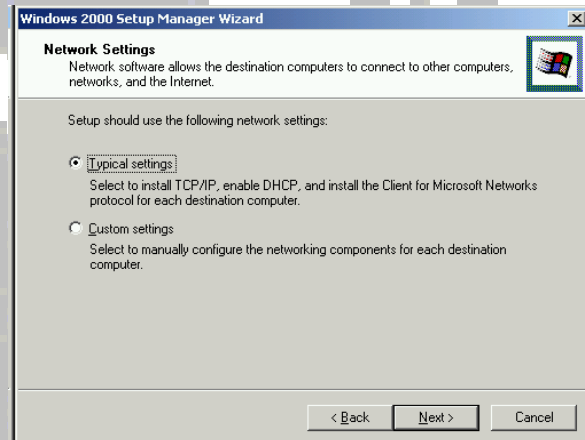 Windows 2000 Setup Manager Wizard
Network Settings
Network software allows the destination computers to connect to other computers,
networks, and the Internet.
Setup should use the following network settings:
Typical settings
Select to install TCP/IP, enable DHCP, and install the Client for Microsoft Networks
protocol for each destination computer.
Custom settings
Select to manually configure the networking components for each destination
computer.
< Back Next > Cancel